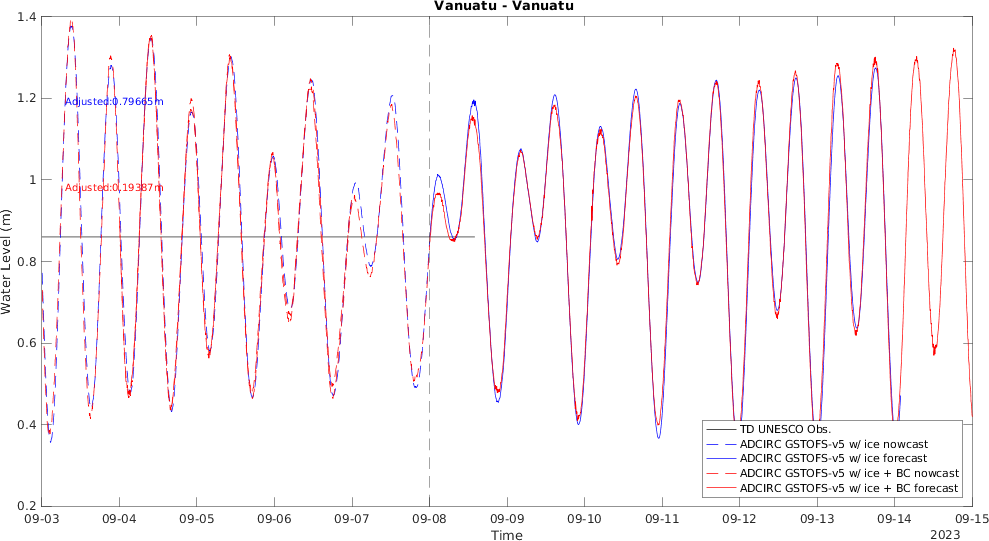 Vanuatu - Vanuatu
1.4
1.2
1
0.8
0.6
0.4
0.2
Water Level (m)
Adjusted:0.79665m
Adjusted:0.19387m
TD UNESCO Obs.
ADCIRC GSTOFS-v5 w/ ice nowcast
ADCIRC GSTOFS-v5 w/ ice forecast
ADCIRC GSTOFS-v5 w/ ice + BC nowcast
ADCIRC GSTOFS-v5 w/ ice + BC forecast
09-03 09-04 09-05 09-06 09-07 09-08 09-09 09-10 09-11 09-12 09-13 09-14 09-15
Time
2023